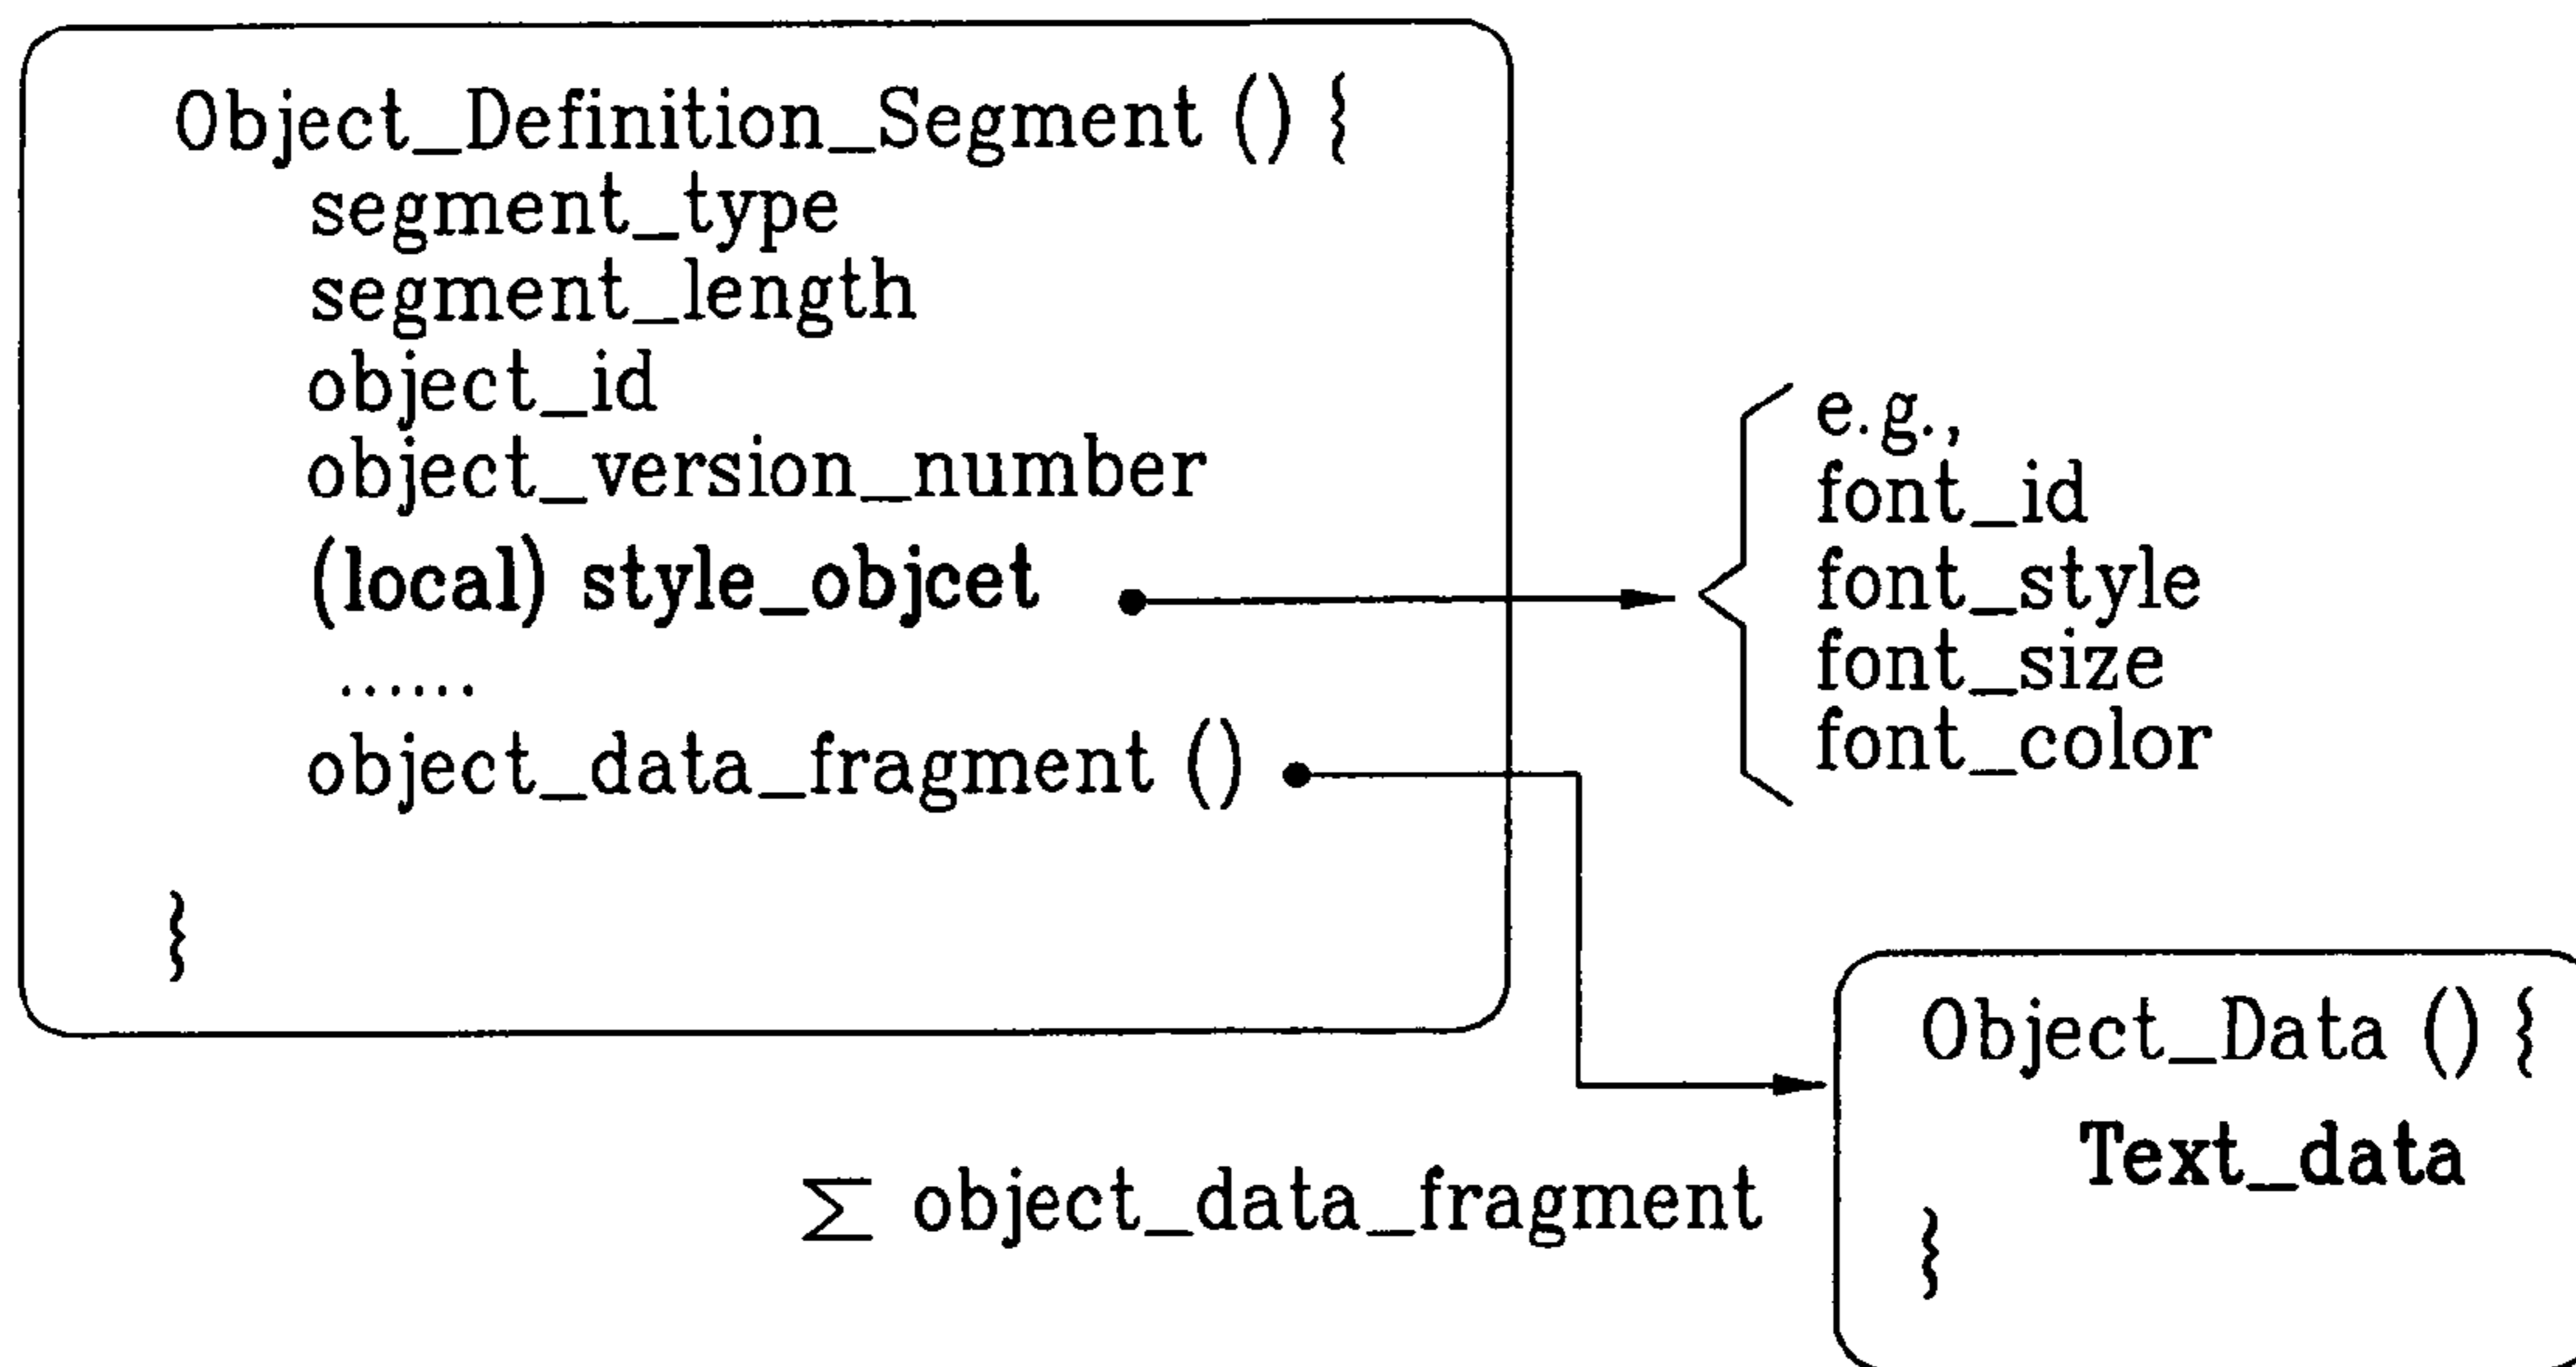 Object_Definition_Segment () {
segment_type
segment_length
object_id
object_version_number
(local) style_objcet
......
object_data_fragment ()
}
e.g.,
font_id
font_style
font_size
font_color
∑ object_data_fragment
Object_Data () {
Text_data
}